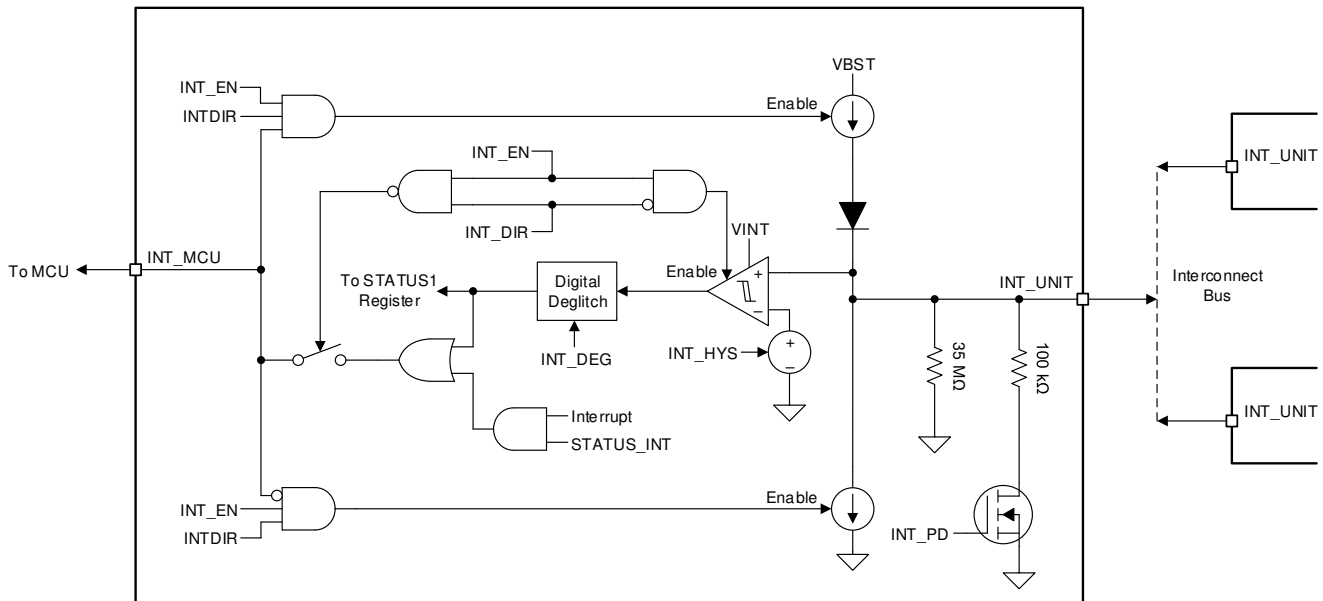 VBST
INT_EN
INTDIR
Enable
INT_EN
INT_DIR
INT_UNIT
To MCU
INT_MCU
VINT
Enable
To STATUS1
Register
Digital
Deglitch
INT_DEG
INT_HYS
+
−
+
−
INT_UNIT
Interconnect
Bus
35 MΩ
100 kΩ
Interrupt
STATUS_INT
INT_UNIT
INT_EN
INTDIR
Enable
INT_PD